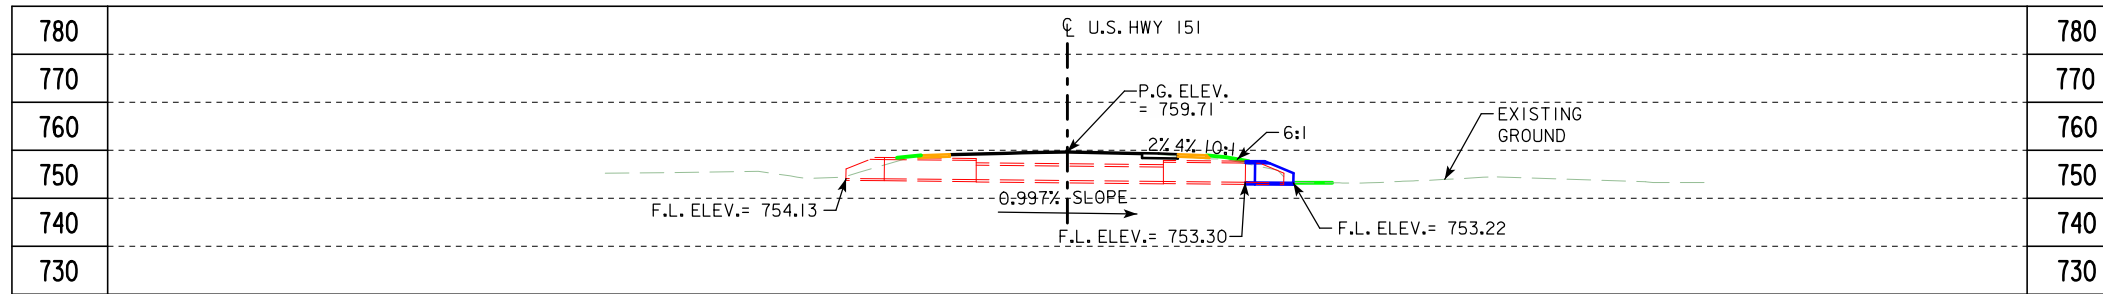 780
770
760
750
740
730
℄ U.S. HWY 151
P.G. ELEV.
= 759.71
2% 4% 10:1
6:1
EXISTING
GROUND
F.L. ELEV.= 754.13
0.997% SLOPE
F.L. ELEV.= 753.30
F.L. ELEV.= 753.22
780
770
760
750
740
730